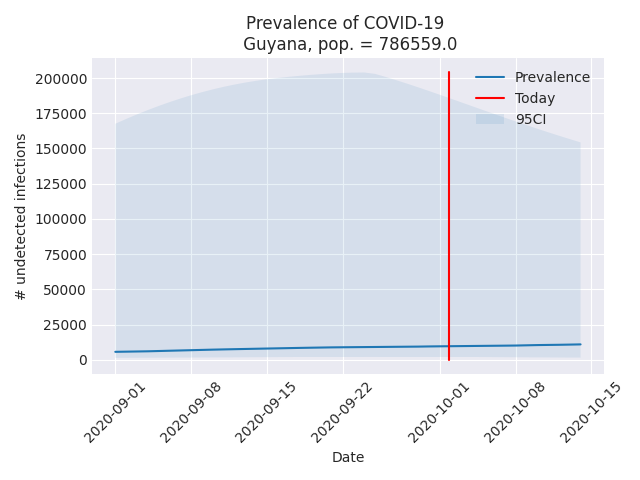 Prevalence of COVID-19
Guyana, pop. = 786559.0
Prevalence
Today
95CI
# undetected infections
200000
175000
150000
125000
100000
75000
50000
25000
0
2020-09-01
2020-09-08
2020-09-15
2020-09-22
2020-10-01
2020-10-08
2020-10-15
Date